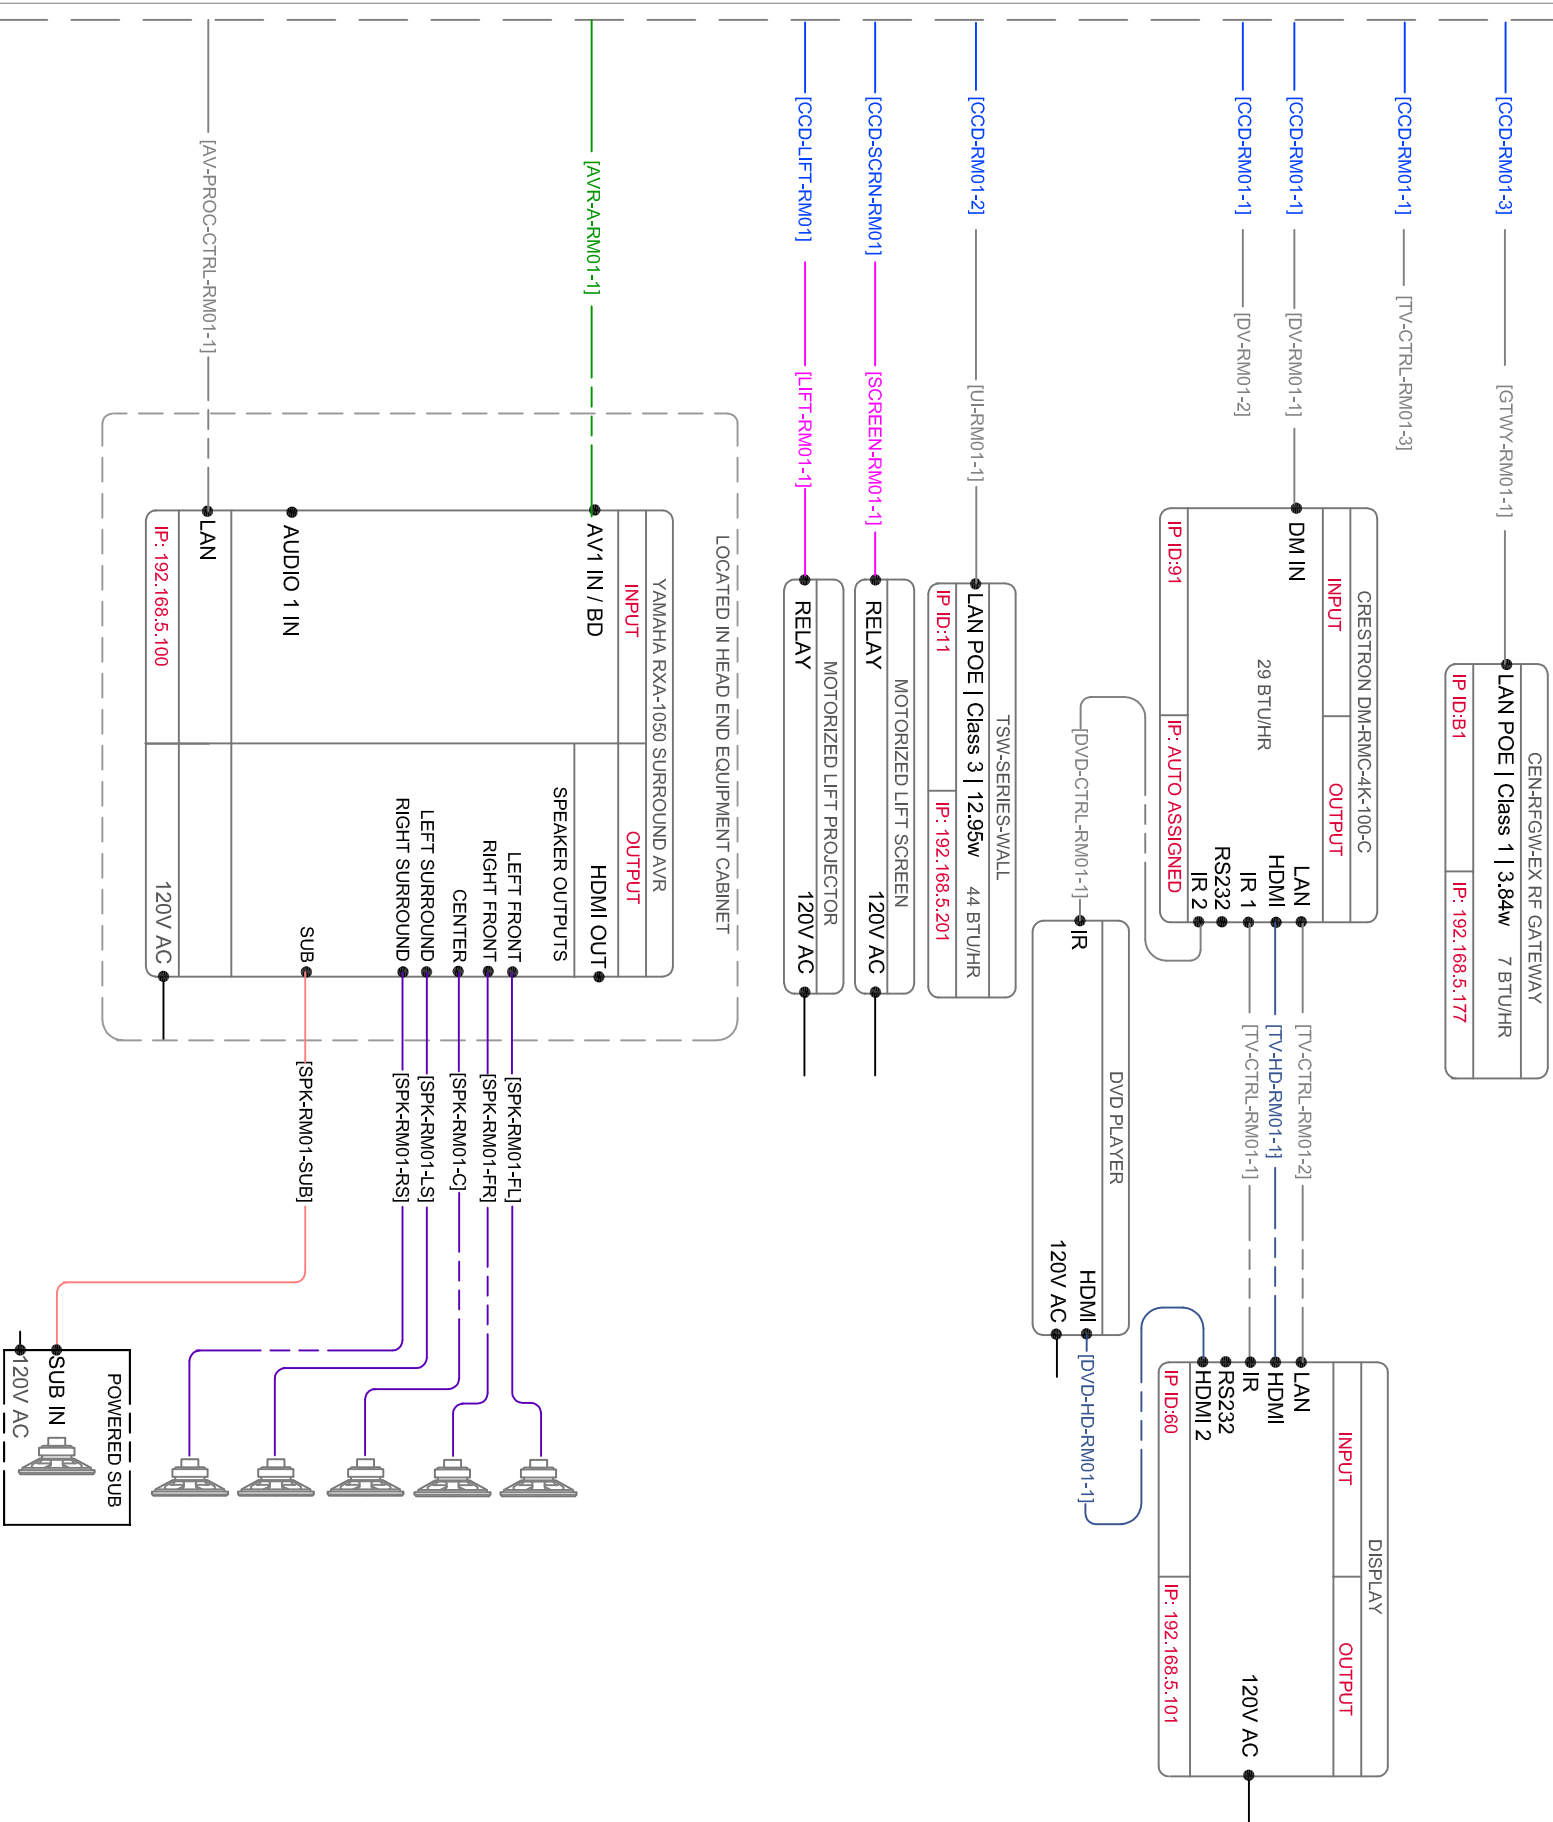 [CCD-RM01-3]
[GTWY-RM01-1]
CEN-RFGW-EX RF GATEWAY
LAN POE | Class 1 | 3.84w
7 BTU/HR
IP ID:B1
IP: 192.168.5.177
[CCD-RM01-1]
[TV-CTRL-RM01-3]
[CCD-RM01-1]
[DV-RM01-1]
[CCD-RM01-1]
[DV-RM01-2]
CRESTRON DM-RMC-4K-100-C
INPUT
OUTPUT
DM IN
29 BTU/HR
LAN
HDMI
IR 1
RS232
IR 2
IP ID:91
IP: AUTO ASSIGNED
[TV-CTRL-RM01-2]
[TV-HD-RM01-1]
[TV-CTRL-RM01-1]
DISPLAY
INPUT
OUTPUT
LAN
HDMI
IR
RS232
HDMI 2
120V AC
IP ID:60
IP: 192.168.5.101
[DVD-CTRL-RM01-1]
DVD PLAYER
IR
HDMI
120V AC
[DVD-HD-RM01-1]
[CCD-RM01-2]
[UI-RM01-1]
TSW-SERIES-WALL
LAN POE | Class 3 | 12.95w
44 BTU/HR
IP ID:11
IP: 192.168.5.201
[CCD-SCRN-RM01]
[SCREEN-RM01-1]
MOTORIZED LIFT SCREEN
RELAY
120V AC
[CCD-LIFT-RM01]
[LIFT-RM01-1]
MOTORIZED LIFT PROJECTOR
RELAY
120V AC
LOCATED IN HEAD END EQUIPMENT CABINET
[AVR-A-RM01-1]
[AV-PROC-CTRL-RM01-1]
YAMAHA RXA-1050 SURROUND AVR
INPUT
OUTPUT
AV1 IN / BD
HDMI OUT
SPEAKER OUTPUTS
LEFT FRONT
RIGHT FRONT
CENTER
LEFT SURROUND
RIGHT SURROUND
AUDIO 1 IN
SUB
LAN
IP: 192.168.5.100
120V AC
[SPK-RM01-FL]
[SPK-RM01-FR]
[SPK-RM01-C]
[SPK-RM01-LS]
[SPK-RM01-RS]
[SPK-RM01-SUB]
POWERED SUB
SUB IN
120V AC